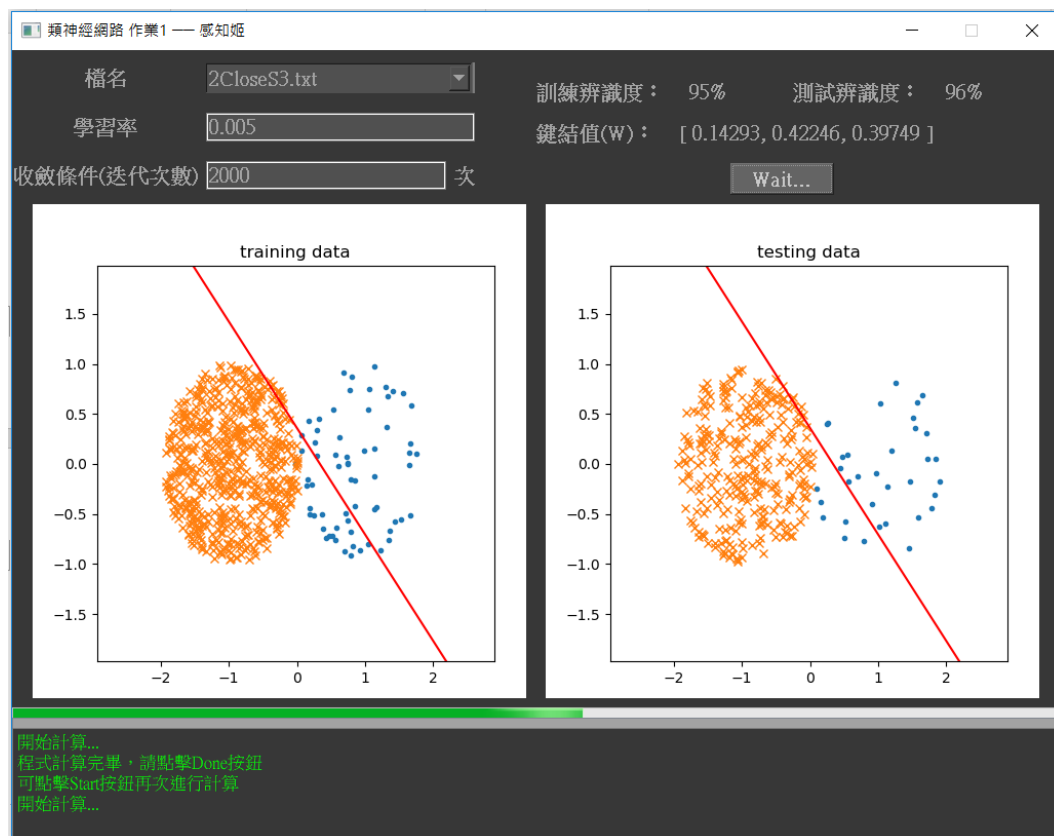 類神經網路 作業1 ── 感知姬
檔名 2CloseS3.txt
學習率 0.005
收斂條件(迭代次數) 2000 次
訓練辨識度： 95% 測試辨識度： 96%
鍵結值(W)： [ 0.14293, 0.42246, 0.39749 ]
Wait...
training data
1.5
1.0
0.5
0.0
−0.5
−1.0
−1.5
−2 −1 0 1 2
testing data
1.5
1.0
0.5
0.0
−0.5
−1.0
−1.5
−2 −1 0 1 2
開始計算...
程式計算完畢，請點擊Done按鈕
可點擊Start按鈕再次進行計算
開始計算...